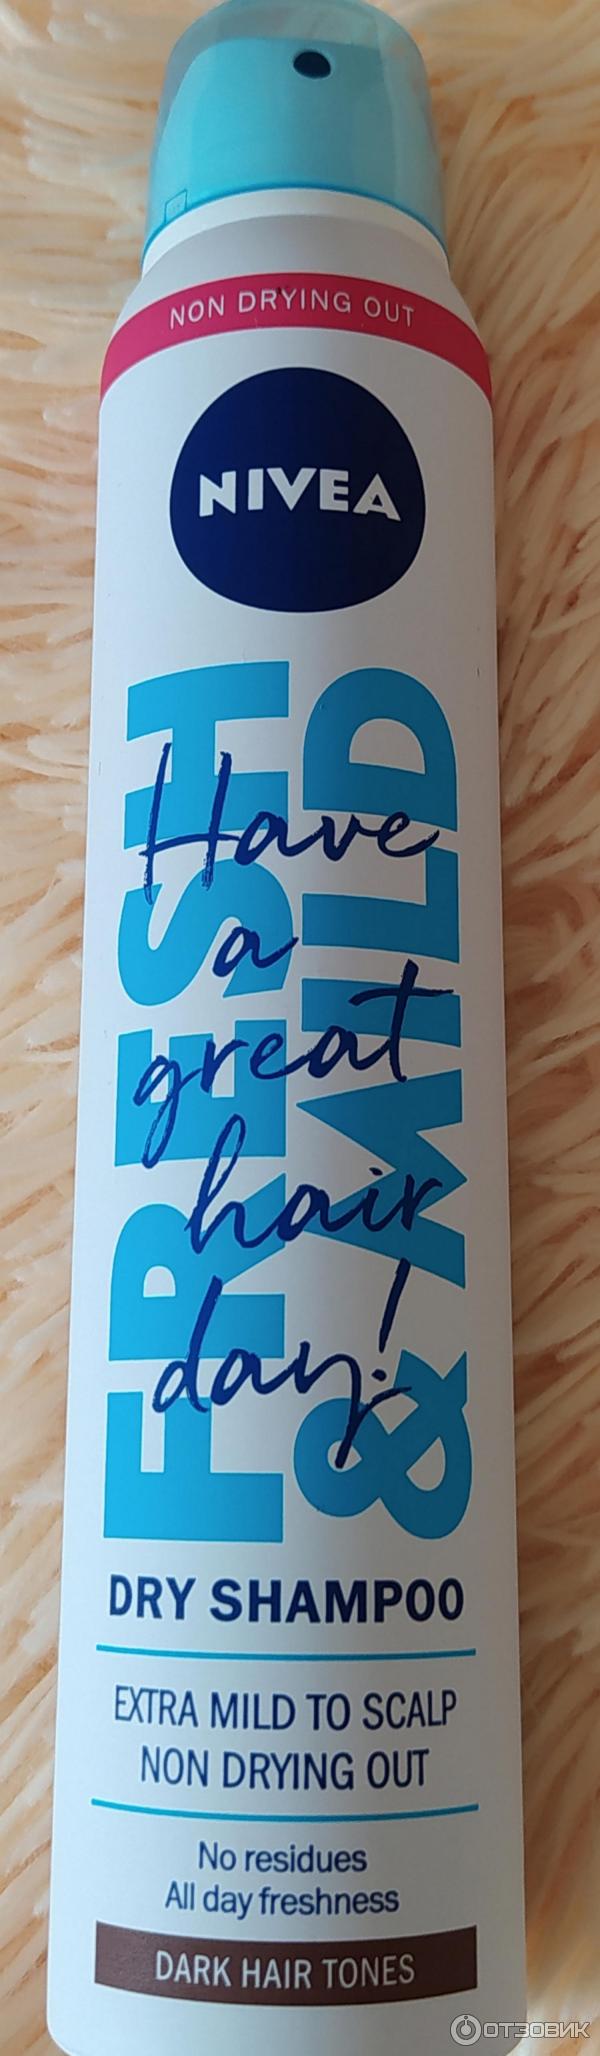 NON DRYING OUT
NIVEA
FRESH
& MILD
Have
a
great
hair
day!
DRY SHAMPOO
EXTRA MILD TO SCALP
NON DRYING OUT
No residues
All day freshness
DARK HAIR TONES
ОТЗОВИК